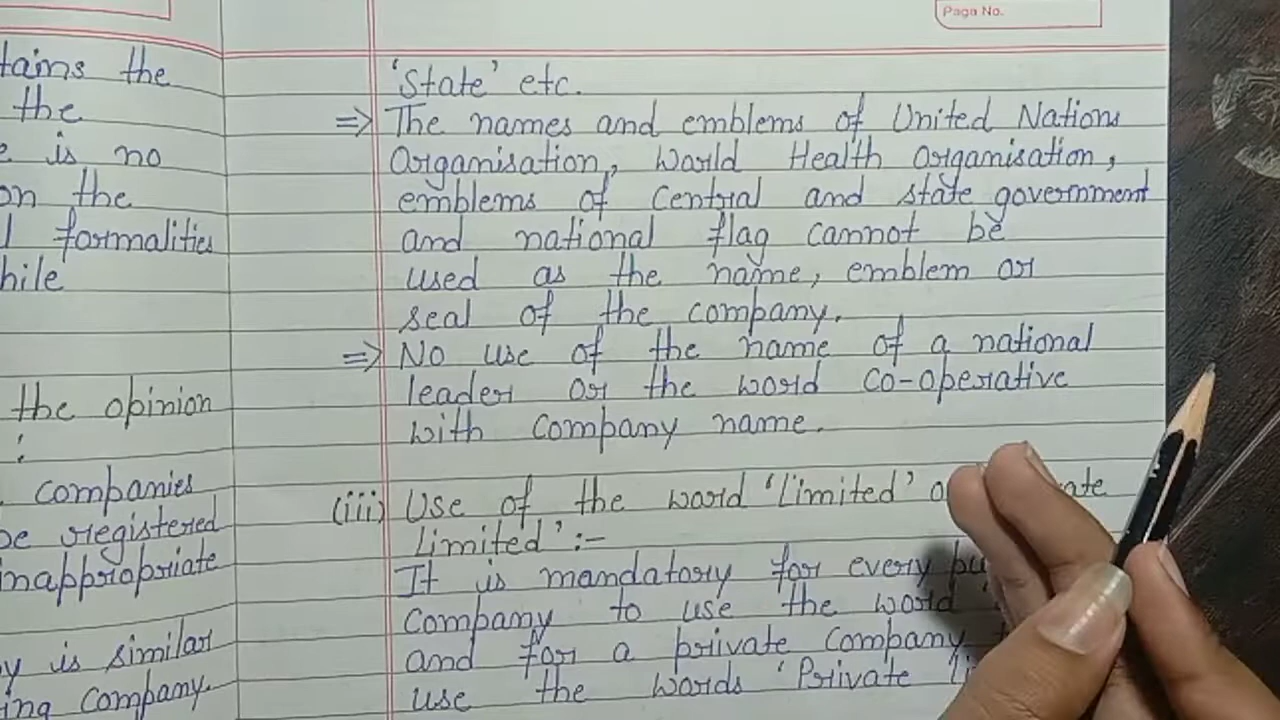 Page No.
tains the
the
is no
on the
formalities
hile
the opinion
:
companies
be registered
inappropriate
y is similar
ing company.
'State' etc.
=> The names and emblems of United Nations
Organisation, World Health Organisation,
emblems of Central and state government
and national flag cannot be
used as the name, emblem or
seal of the company.
=> No use of the name of a national
leader or the word co-operative
with company name.
(iii) Use of the word 'limited' o ate
limited' :-
It is mandatory for every pu
company to use the word '
and for a private company t
use the words 'Private li